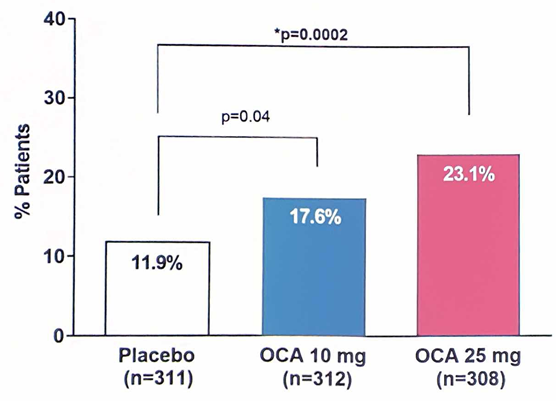 40
*p=0.0002
30
p=0.04
% Patients
20
23.1%
17.6%
10
11.9%
0
Placebo
(n=311)
OCA 10 mg
(n=312)
OCA 25 mg
(n=308)